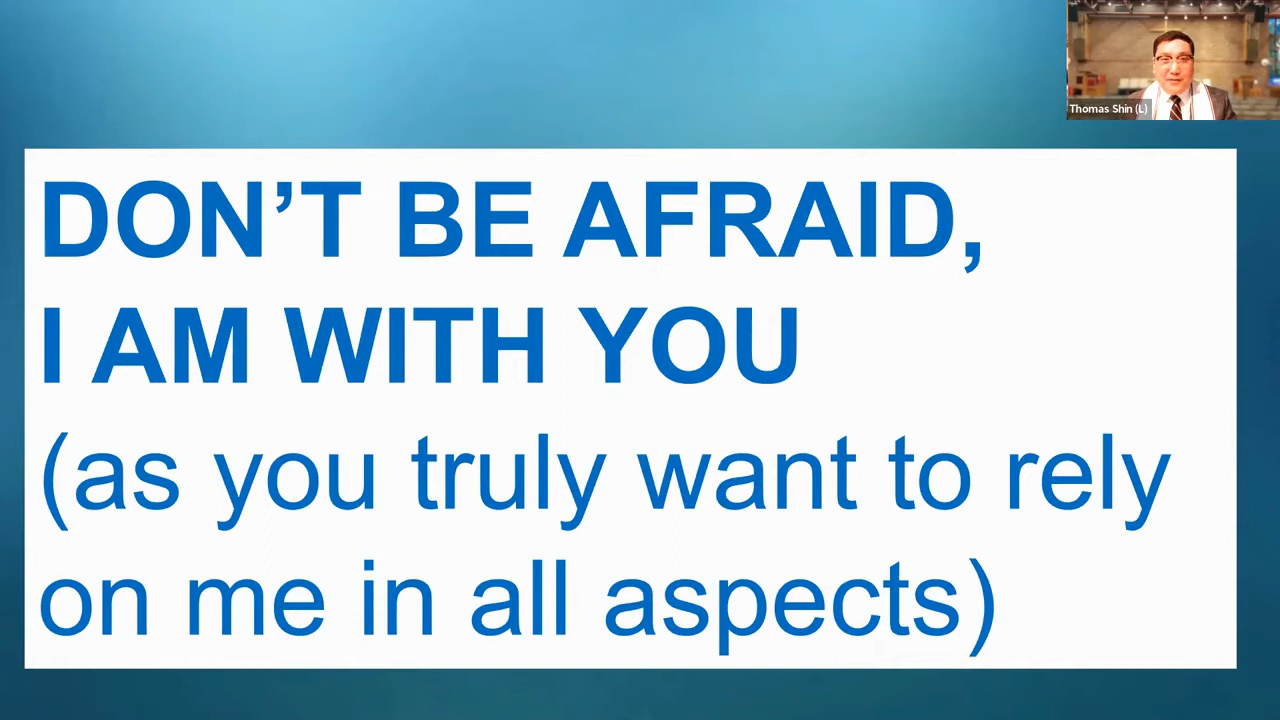 Thomas Shin (L)
DON’T BE AFRAID,
I AM WITH YOU
(as you truly want to rely
on me in all aspects)